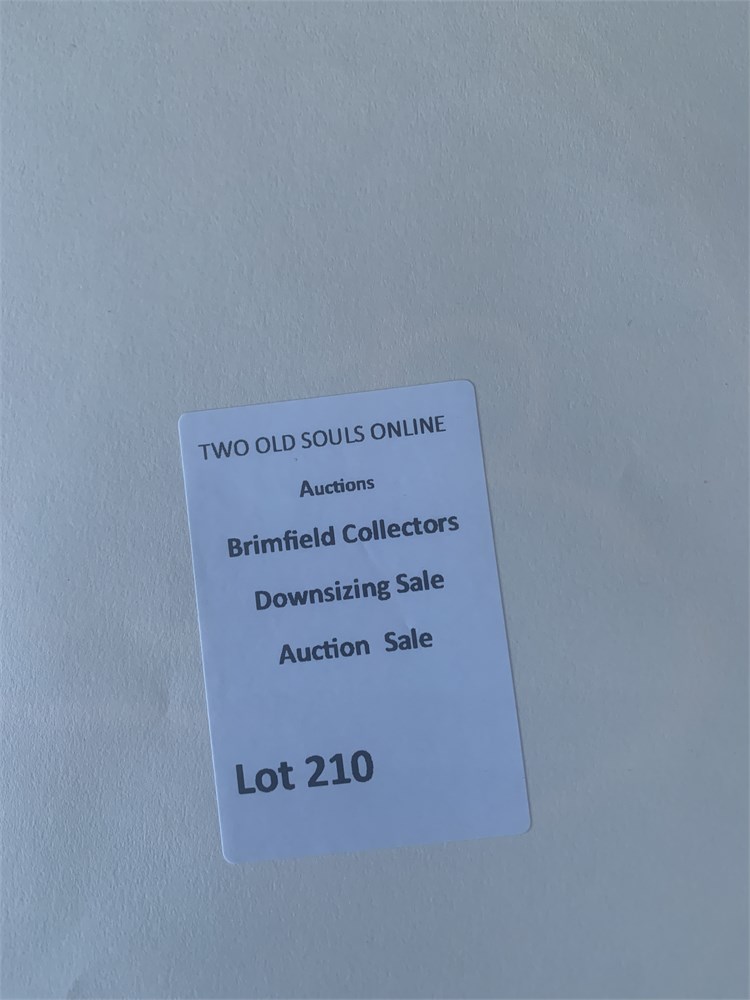 TWO OLD SOULS ONLINE
Auctions
Brimfield Collectors
Downsizing Sale
Auction Sale
Lot 210